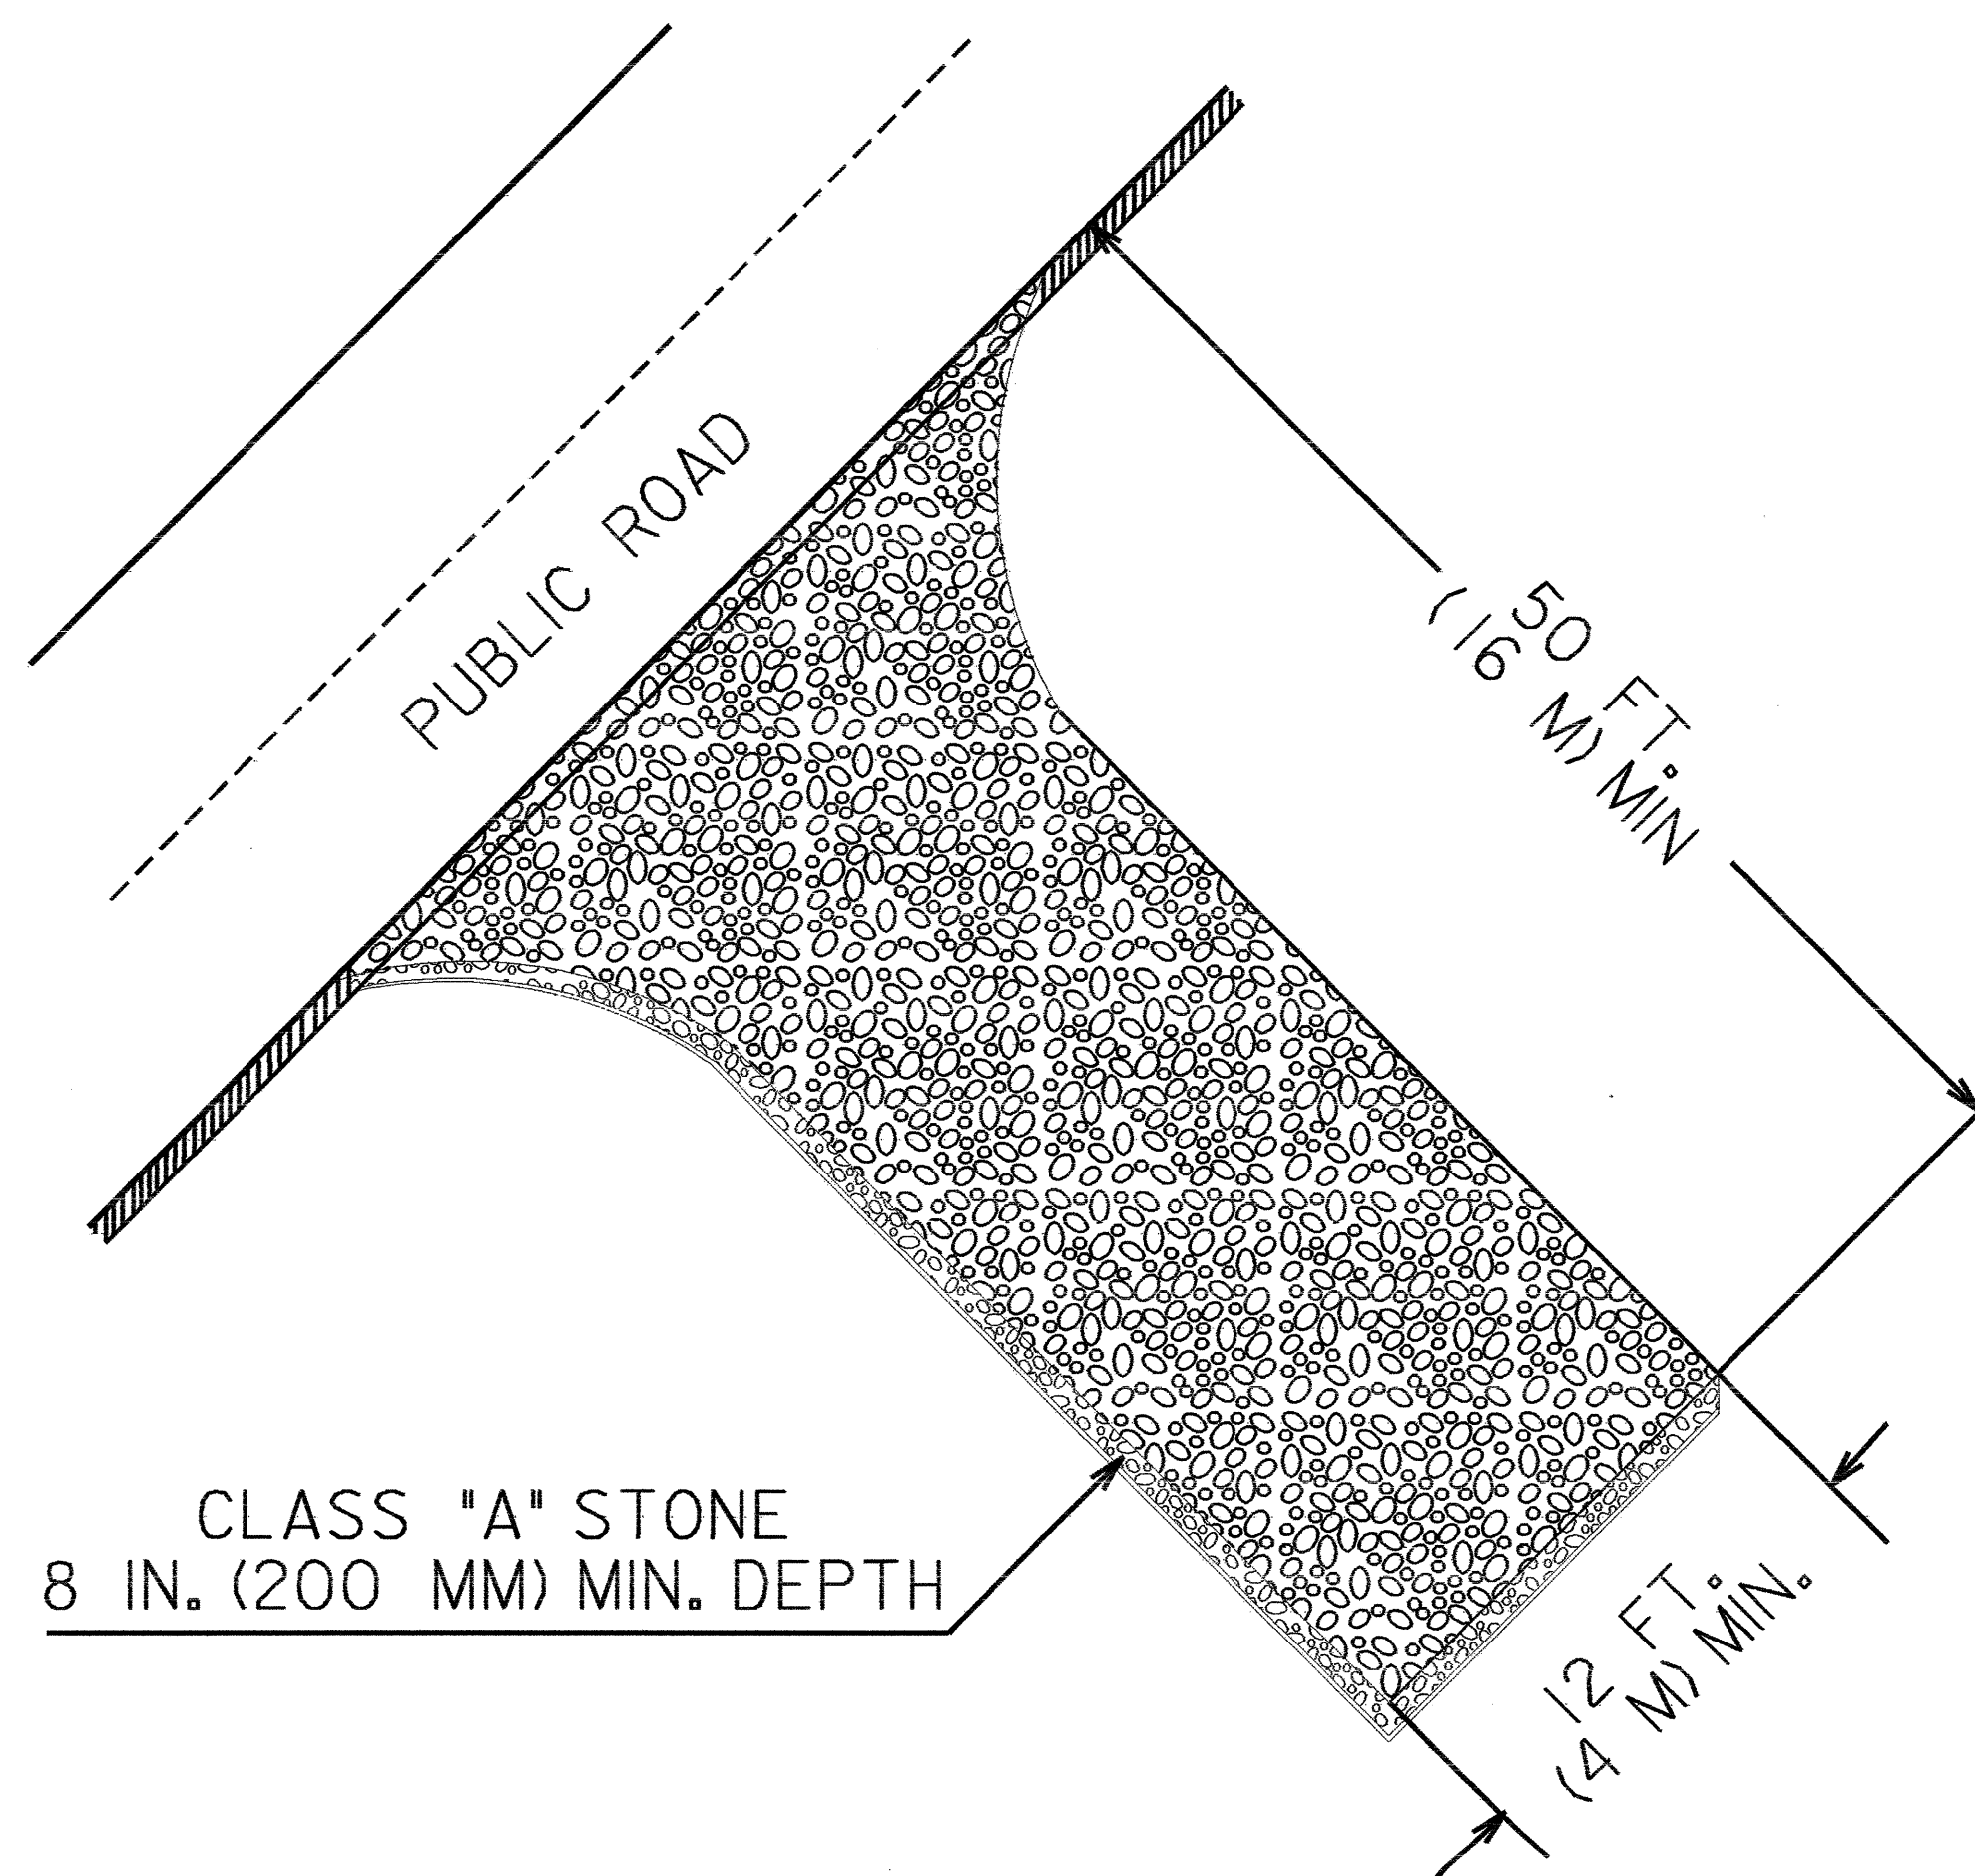 PUBLIC ROAD
50 FT.
(16 M) MIN
CLASS "A" STONE
8 IN. (200 MM) MIN. DEPTH
12 FT.
(4 M) MIN.